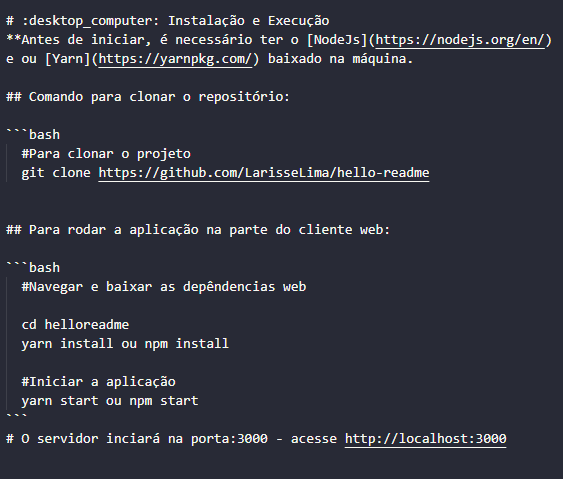 # :desktop_computer: Instalação e Execução
**Antes de iniciar, é necessário ter o [NodeJs](https://nodejs.org/en/)
e ou [Yarn](https://yarnpkg.com/) baixado na máquina.
## Comando para clonar o repositório:
```bash
#Para clonar o projeto
git clone https://github.com/LarisseLima/hello-readme
## Para rodar a aplicação na parte do cliente web:
```bash
#Navegar e baixar as depêndencias web
cd helloreadme
yarn install ou npm install
#Iniciar a aplicação
yarn start ou npm start
```
# O servidor inciará na porta:3000 - acesse http://localhost:3000